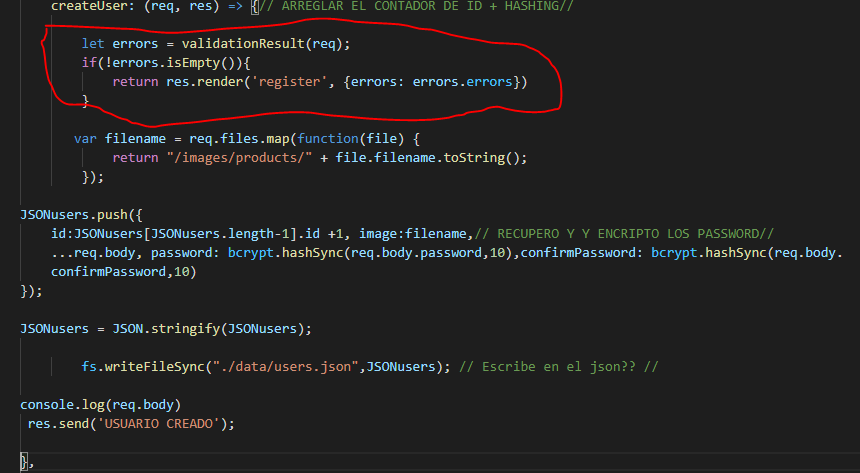 createUser: (req, res) => {// ARREGLAR EL CONTADOR DE ID + HASHING//
let errors = validationResult(req);
if(!errors.isEmpty()){
return res.render('register', {errors: errors.errors})
}
var filename = req.files.map(function(file) {
return "/images/products/" + file.filename.toString();
});
JSONusers.push({
id:JSONusers[JSONusers.length-1].id +1, image:filename,// RECUPERO Y Y ENCRIPTO LOS PASSWORD//
...req.body, password: bcrypt.hashSync(req.body.password,10),confirmPassword: bcrypt.hashSync(req.body.
confirmPassword,10)
});
JSONusers = JSON.stringify(JSONusers);
fs.writeFileSync("./data/users.json",JSONusers); // Escribe en el json?? //
console.log(req.body)
res.send('USUARIO CREADO');
},